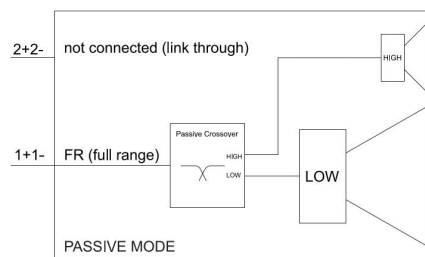 2+2- not connected (link through)
HIGH
Passive Crossover
1+1- FR (full range)
HIGH
LOW
LOW
PASSIVE MODE